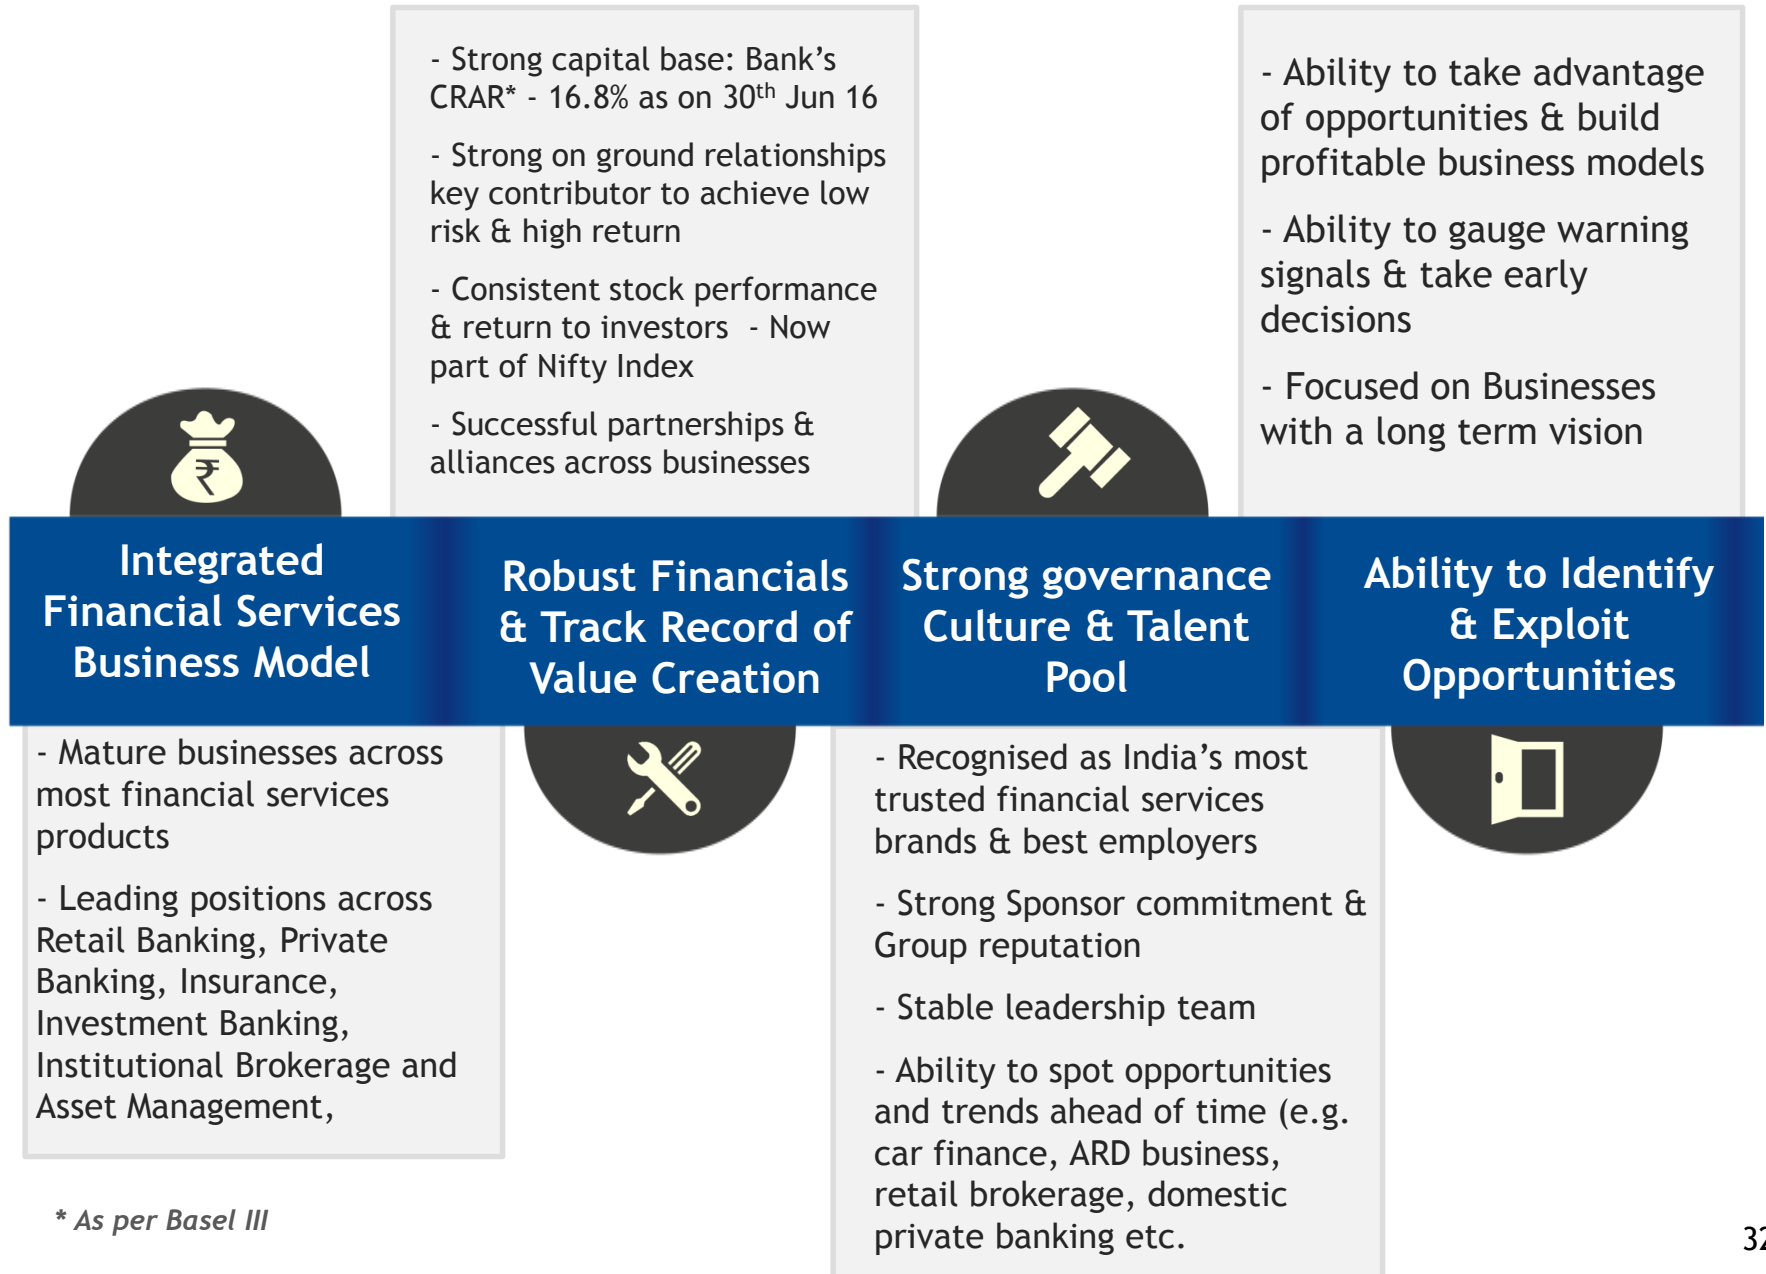 - Strong capital base: Bank’s
CRAR* - 16.8% as on 30th Jun 16
- Strong on ground relationships
key contributor to achieve low
risk & high return
- Consistent stock performance
& return to investors - Now
part of Nifty Index
- Successful partnerships &
alliances across businesses
- Ability to take advantage
of opportunities & build
profitable business models
- Ability to gauge warning
signals & take early
decisions
- Focused on Businesses
with a long term vision
₹
Integrated
Financial Services
Business Model
Robust Financials
& Track Record of
Value Creation
Strong governance
Culture & Talent
Pool
Ability to Identify
& Exploit
Opportunities
- Mature businesses across
most financial services
products
- Leading positions across
Retail Banking, Private
Banking, Insurance,
Investment Banking,
Institutional Brokerage and
Asset Management,
- Recognised as India’s most
trusted financial services
brands & best employers
- Strong Sponsor commitment &
Group reputation
- Stable leadership team
- Ability to spot opportunities
and trends ahead of time (e.g.
car finance, ARD business,
retail brokerage, domestic
private banking etc.
* As per Basel III
32